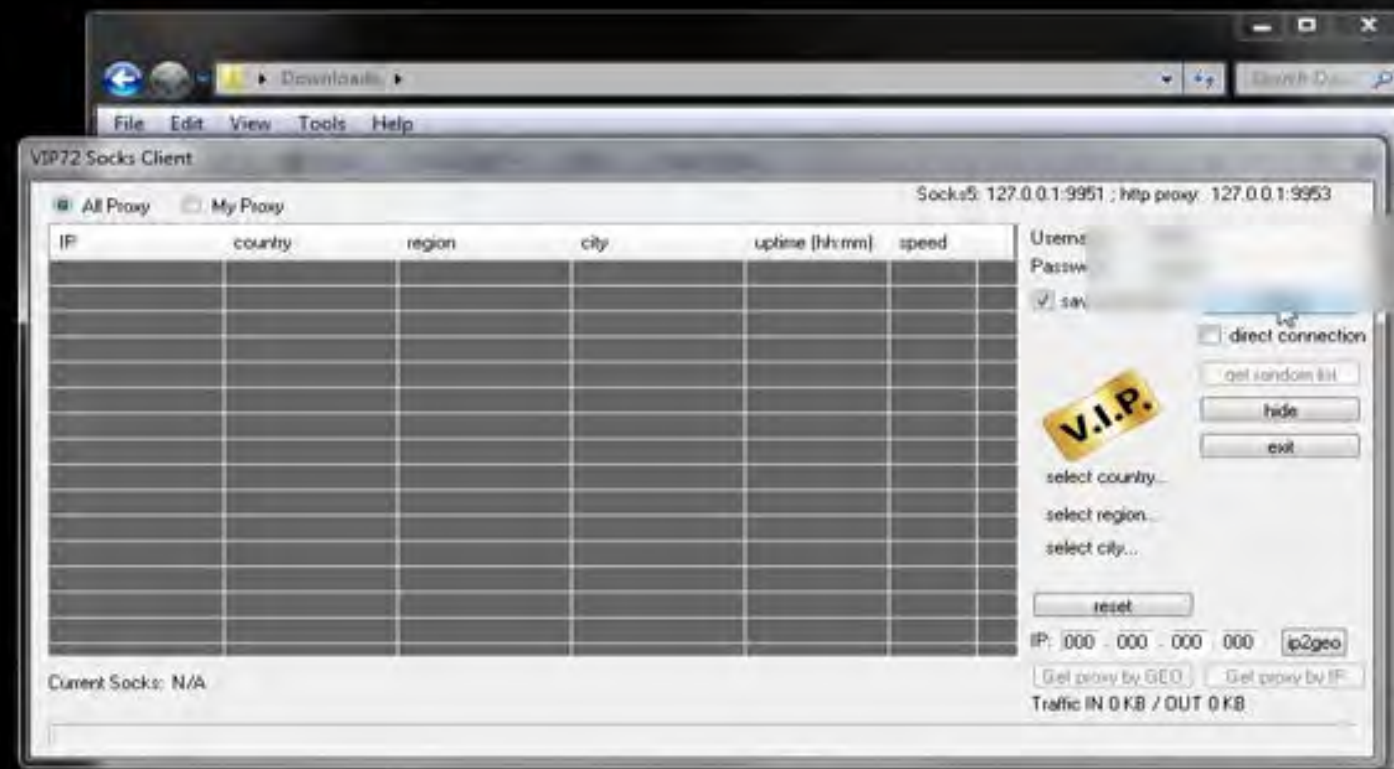 Downloads
File Edit View Tools Help
VIP72 Socks Client
All Proxy My Proxy
Socks5: 127.0.0.1:9951 ; http proxy: 127.0.0.1:9953
IP country region city uptime (hh:mm) speed
direct connection
get random list
hide
V.I.P.
exit
select country...
select region...
select city...
reset
IP: 000 . 000 . 000 . 000 ip2geo
Current Socks: N/A
Get proxy by GEO Get proxy by IP
Traffic IN 0 KB / OUT 0 KB